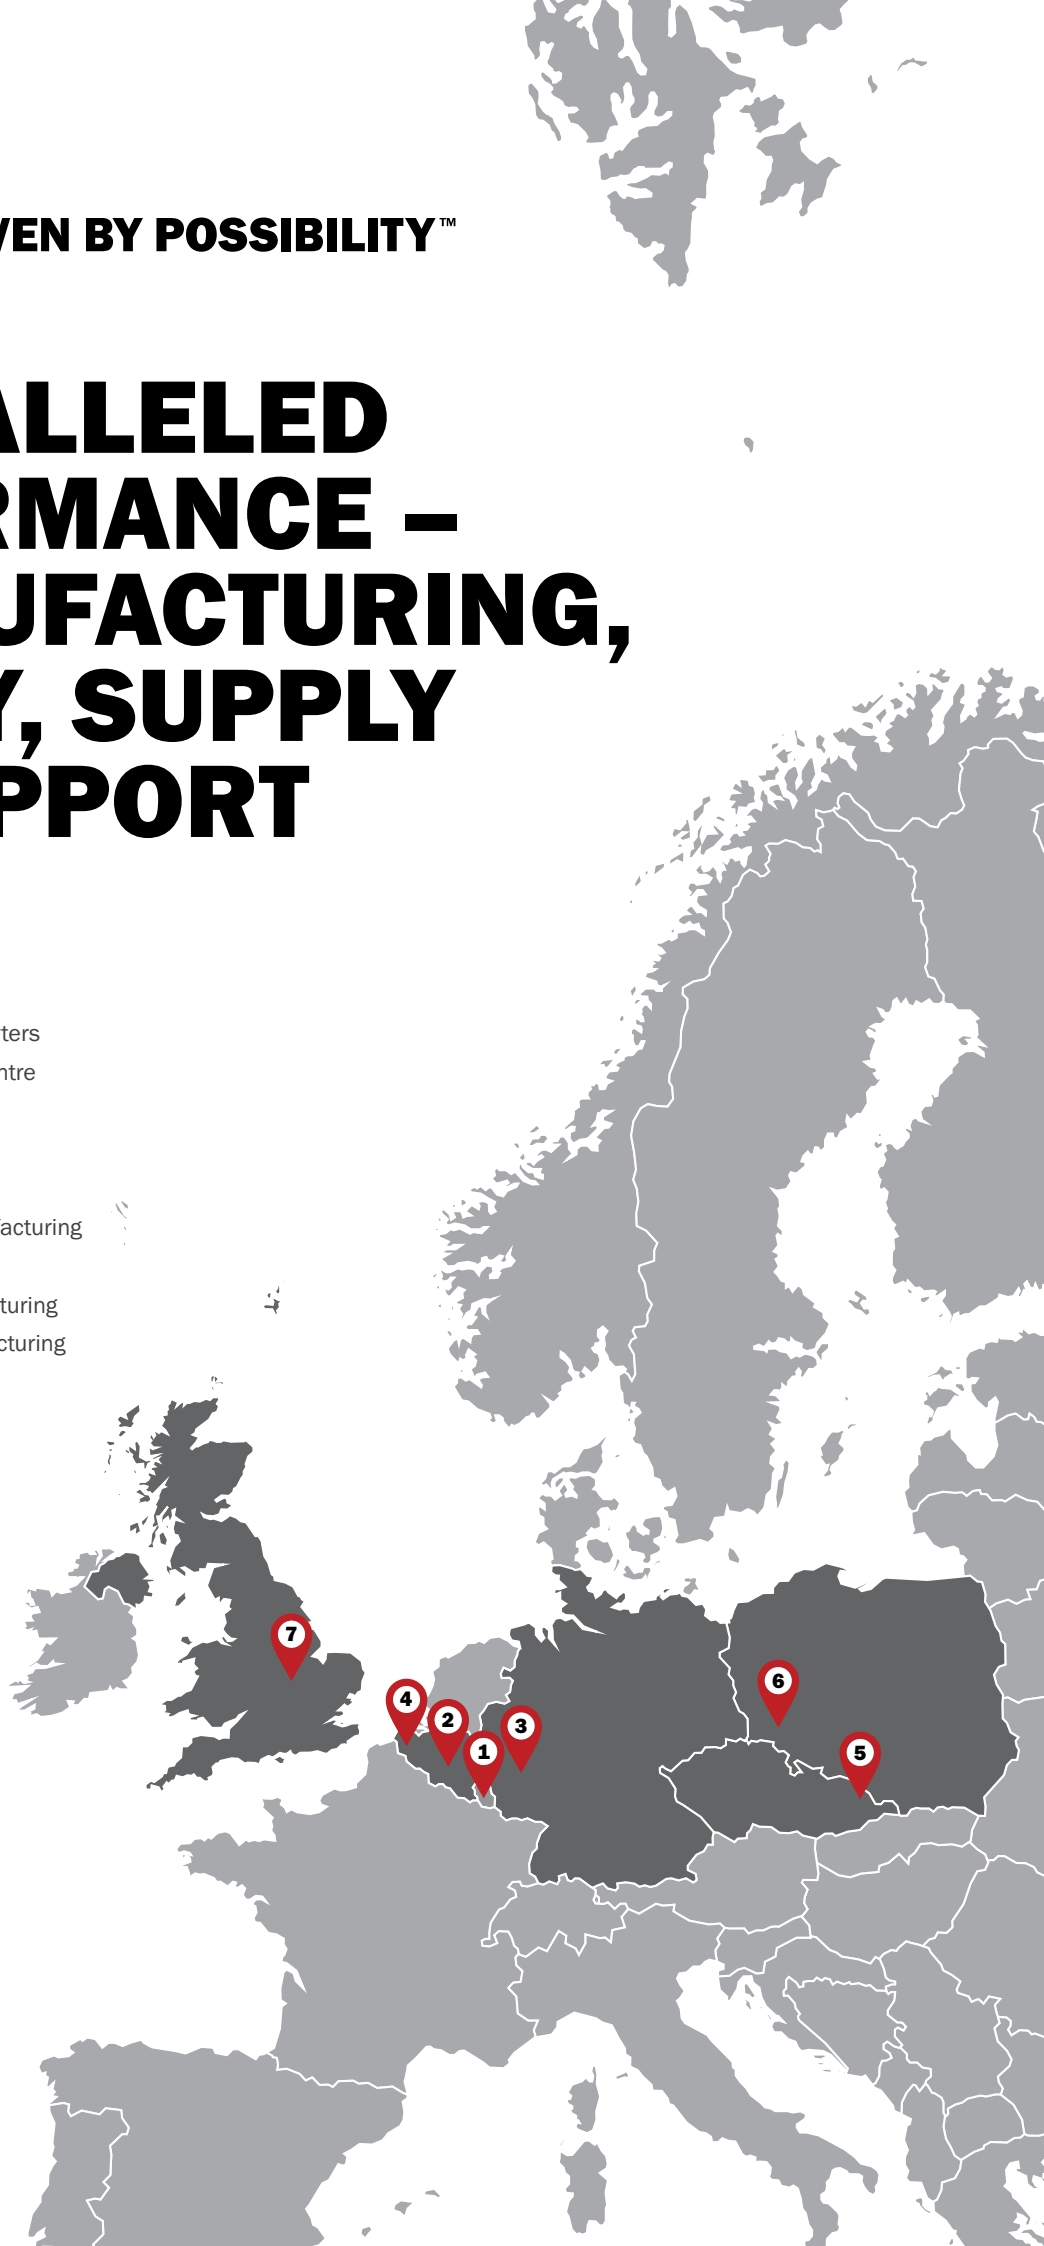 VEN BY POSSIBILITY™
ALLELED
RMANCE –
UFACTURING,
Y, SUPPLY
PPORT
ters
ntre
acturing
turing
cturing
7
4
2
3
1
6
5